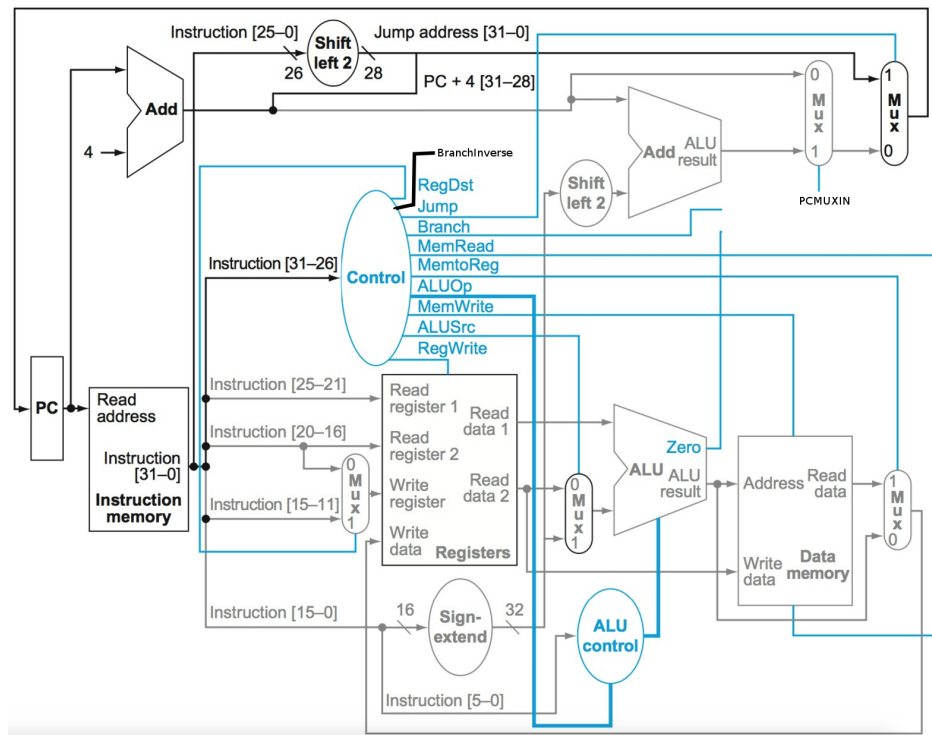 Instruction [25–0]
Shift
left 2
Jump address [31–0]
26
28
PC + 4 [31–28]
Add
4
0
M
u
x
1
1
M
u
x
0
Add
ALU
result
Shift
left 2
PCMUXIN
BranchInverse
RegDst
Jump
Branch
MemRead
MemtoReg
ALUOp
MemWrite
ALUSrc
RegWrite
Control
Instruction [31–26]
PC
Read
address
Instruction
[31–0]
Instruction
memory
Instruction [25–21]
Instruction [20–16]
Instruction [15–11]
0
M
u
x
1
Read
register 1
Read
register 2
Write
register
Write
data
Read
data 1
Read
data 2
Registers
0
M
u
x
1
Zero
ALU
ALU
result
Address
Read
data
Write
data
Data
memory
1
M
u
x
0
Instruction [15–0]
16
Sign-
extend
32
ALU
control
Instruction [5–0]